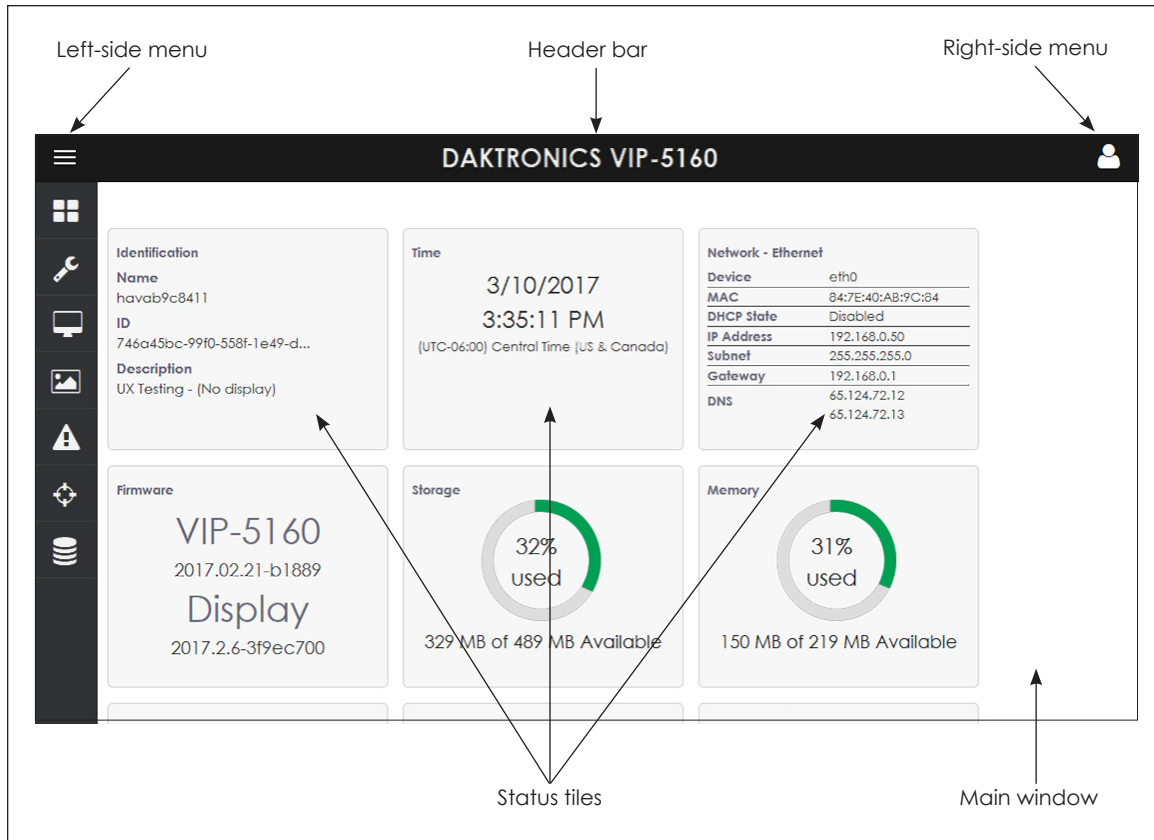 Left-side menu
Header bar
Right-side menu
DAKTRONICS VIP-5160
Identification
Name
havab9c8411
ID
746a45bc-99f0-558f-1e49-d...
Description
UX Testing - (No display)
Time
3/10/2017
3:35:11 PM
(UTC-06:00) Central Time (US & Canada)
Network - Ethernet
Device eth0
MAC 84:7E:40:AB:9C:84
DHCP State Disabled
IP Address 192.168.0.50
Subnet 255.255.255.0
Gateway 192.168.0.1
DNS 65.124.72.12
65.124.72.13
Firmware
VIP-5160
2017.02.21-b1889
Display
2017.2.6-3f9ec700
Storage
32%
used
329 MB of 489 MB Available
Memory
31%
used
150 MB of 219 MB Available
Status tiles
Main window